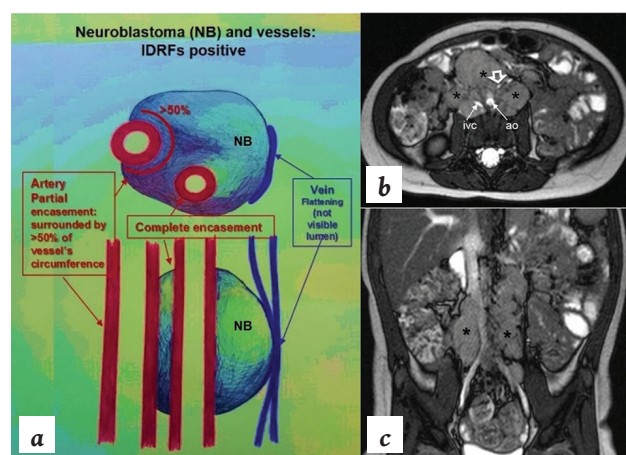 Neuroblastoma (NB) and vessels:
IDRFs positive
>50%
NB
Artery
Partial
encasement:
surrounded by
>50% of
vessel's
circumference
Complete encasement
Vein
Flattening
(not
visible
lumen)
NB
a
*
*
*
ivc
ao
b
*
*
c